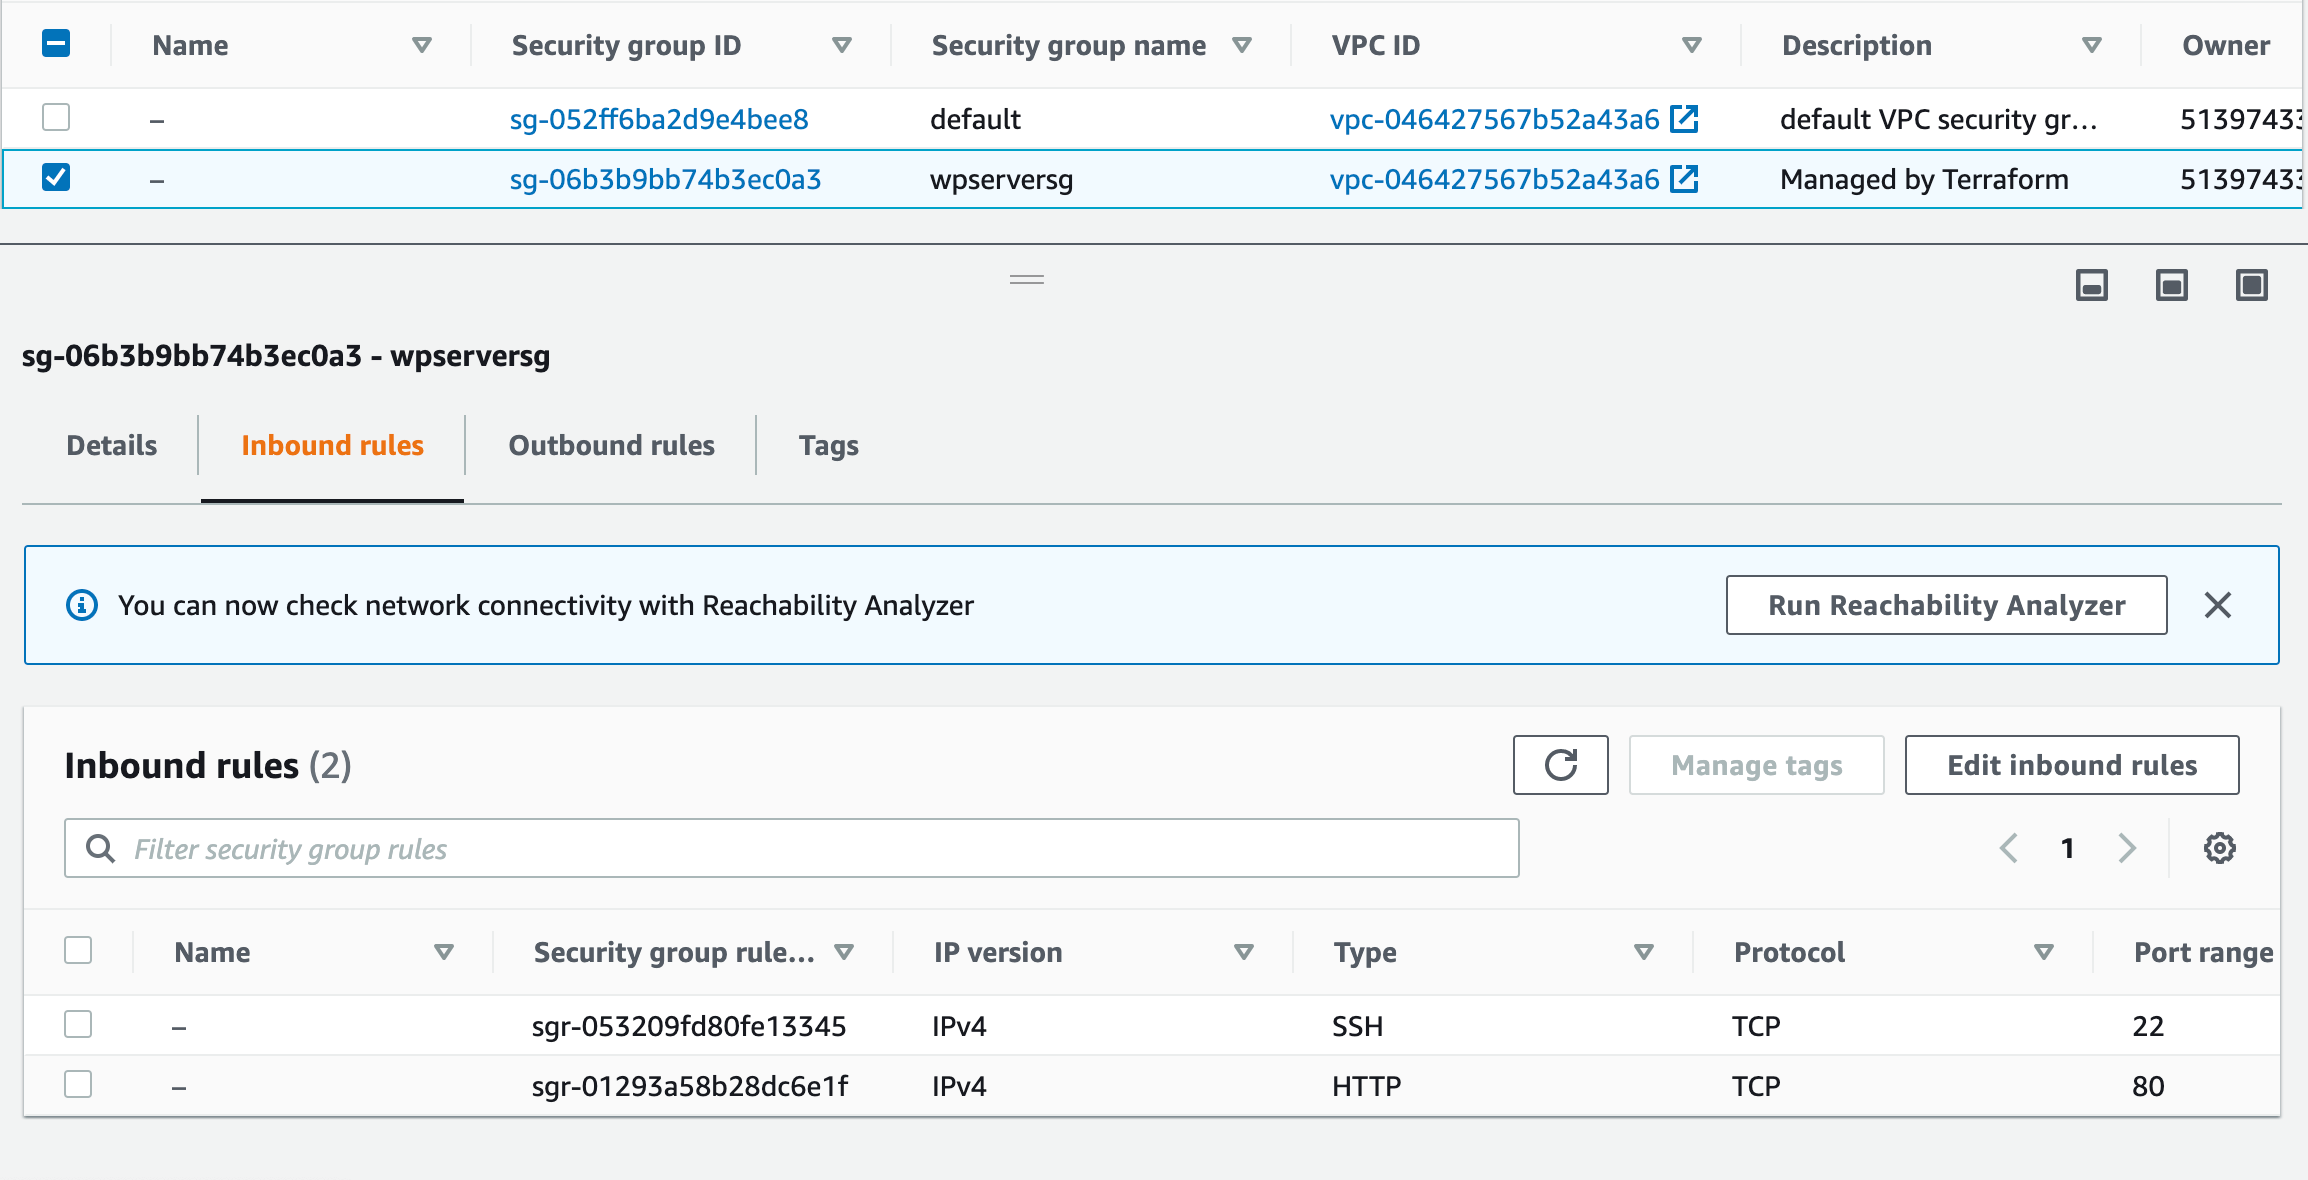 Name Security group ID Security group name VPC ID Description Owner
– sg-052ff6ba2d9e4bee8 default vpc-046427567b52a43a6 default VPC security gr... 51397433
– sg-06b3b9bb74b3ec0a3 wpserversg vpc-046427567b52a43a6 Managed by Terraform 51397433
sg-06b3b9bb74b3ec0a3 - wpserversg
Details Inbound rules Outbound rules Tags
You can now check network connectivity with Reachability Analyzer Run Reachability Analyzer
Inbound rules (2) Manage tags Edit inbound rules
Filter security group rules 1
Name Security group rule... IP version Type Protocol Port range
– sgr-053209fd80fe13345 IPv4 SSH TCP 22
– sgr-01293a58b28dc6e1f IPv4 HTTP TCP 80